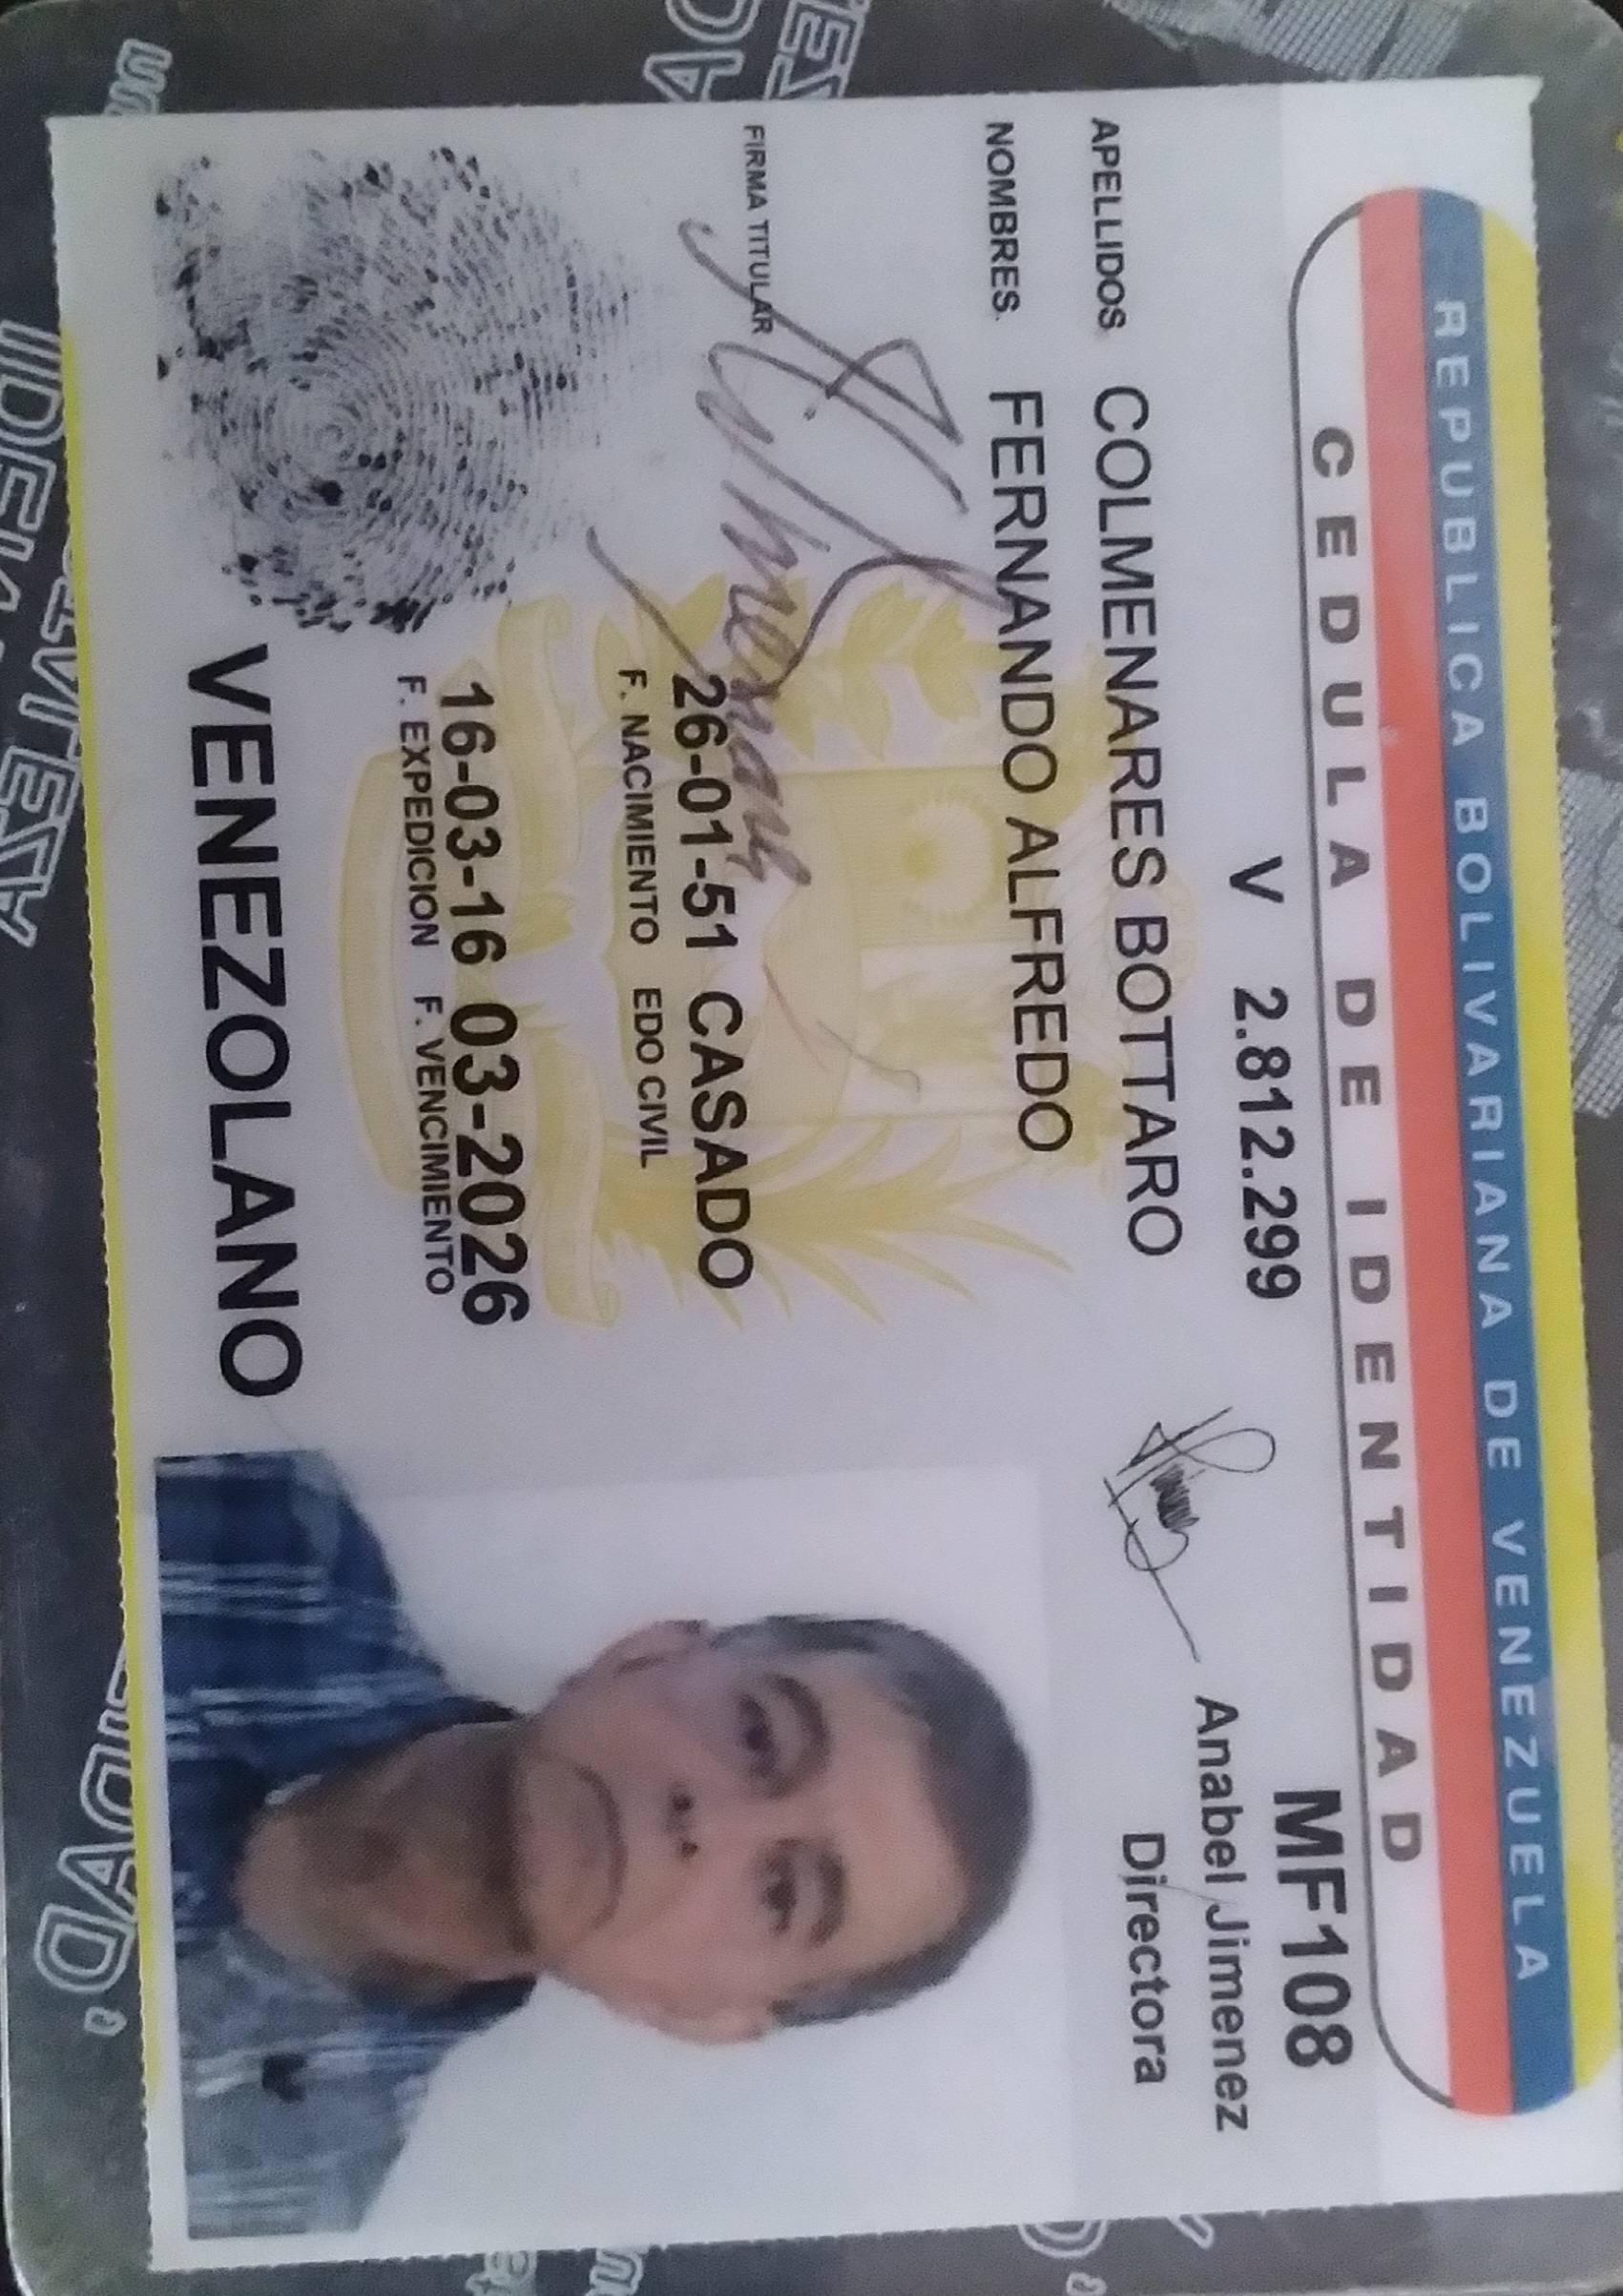 REPUBLICA BOLIVARIANA DE VENEZUELA
CEDULA DE IDENTIDAD
V 2.812.299
MF108
Anabel Jimenez
Directora
APELLIDOS COLMENARES BOTTARO
NOMBRES. FERNANDO ALFREDO
FIRMA TITULAR
26-01-51 CASADO
F. NACIMIENTO EDO CIVIL
16-03-16 03-2026
F. EXPEDICION F. VENCIMIENTO
VENEZOLANO